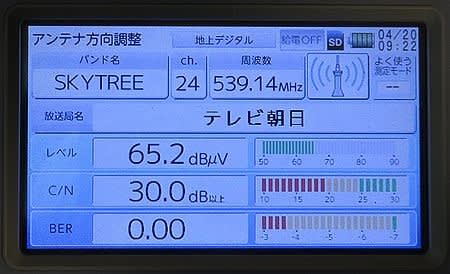 アンテナ方向調整 地上デジタル 給電OFF SD 04/20 09:22
バンド名 ch. 周波数 よく使う測定モード
SKYTREE 24 539.14MHz --
放送局名 テレビ朝日
レベル 65.2dBμV 50 60 70 80 90
C/N 30.0dB以上 10 15 20 25 30
BER 0.00 -3 -4 -5 -6 -7